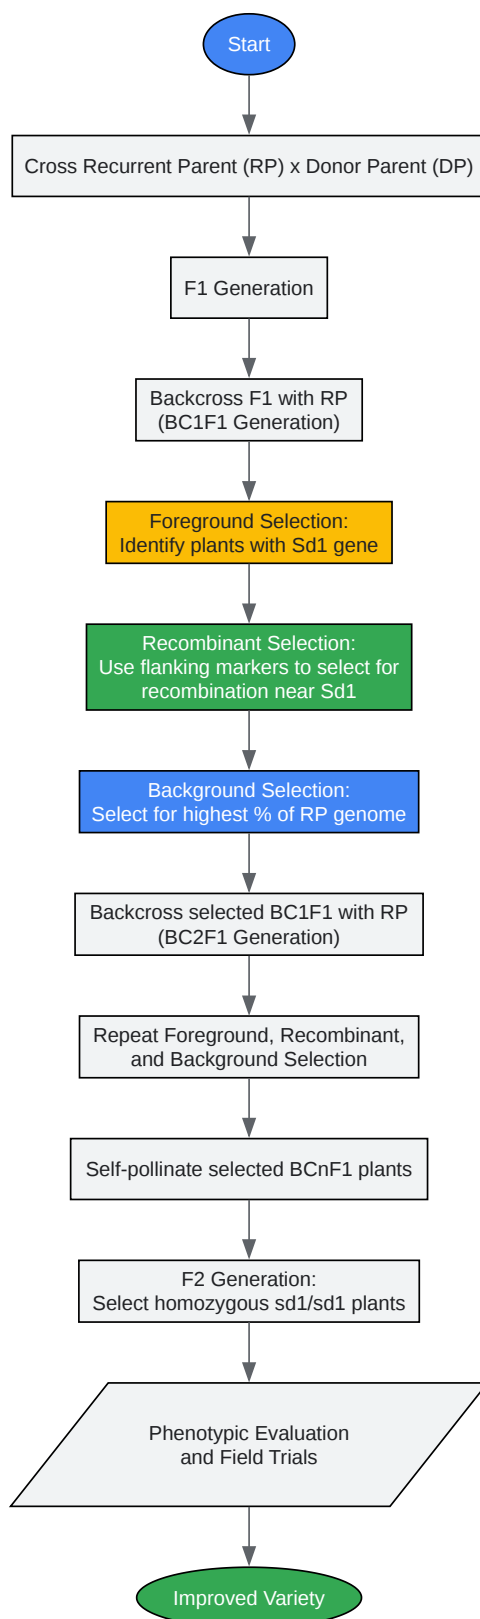 Start
Cross Recurrent Parent (RP) x Donor Parent (DP)
F1 Generation
Backcross F1 with RP
(BC1F1 Generation)
Foreground Selection:
Identify plants with Sd1 gene
Recombinant Selection:
Use flanking markers to select for
recombination near Sd1
Background Selection:
Select for highest % of RP genome
Backcross selected BC1F1 with RP
(BC2F1 Generation)
Repeat Foreground, Recombinant,
and Background Selection
Self-pollinate selected BCnF1 plants
F2 Generation:
Select homozygous sd1/sd1 plants
Phenotypic Evaluation
and Field Trials
Improved Variety